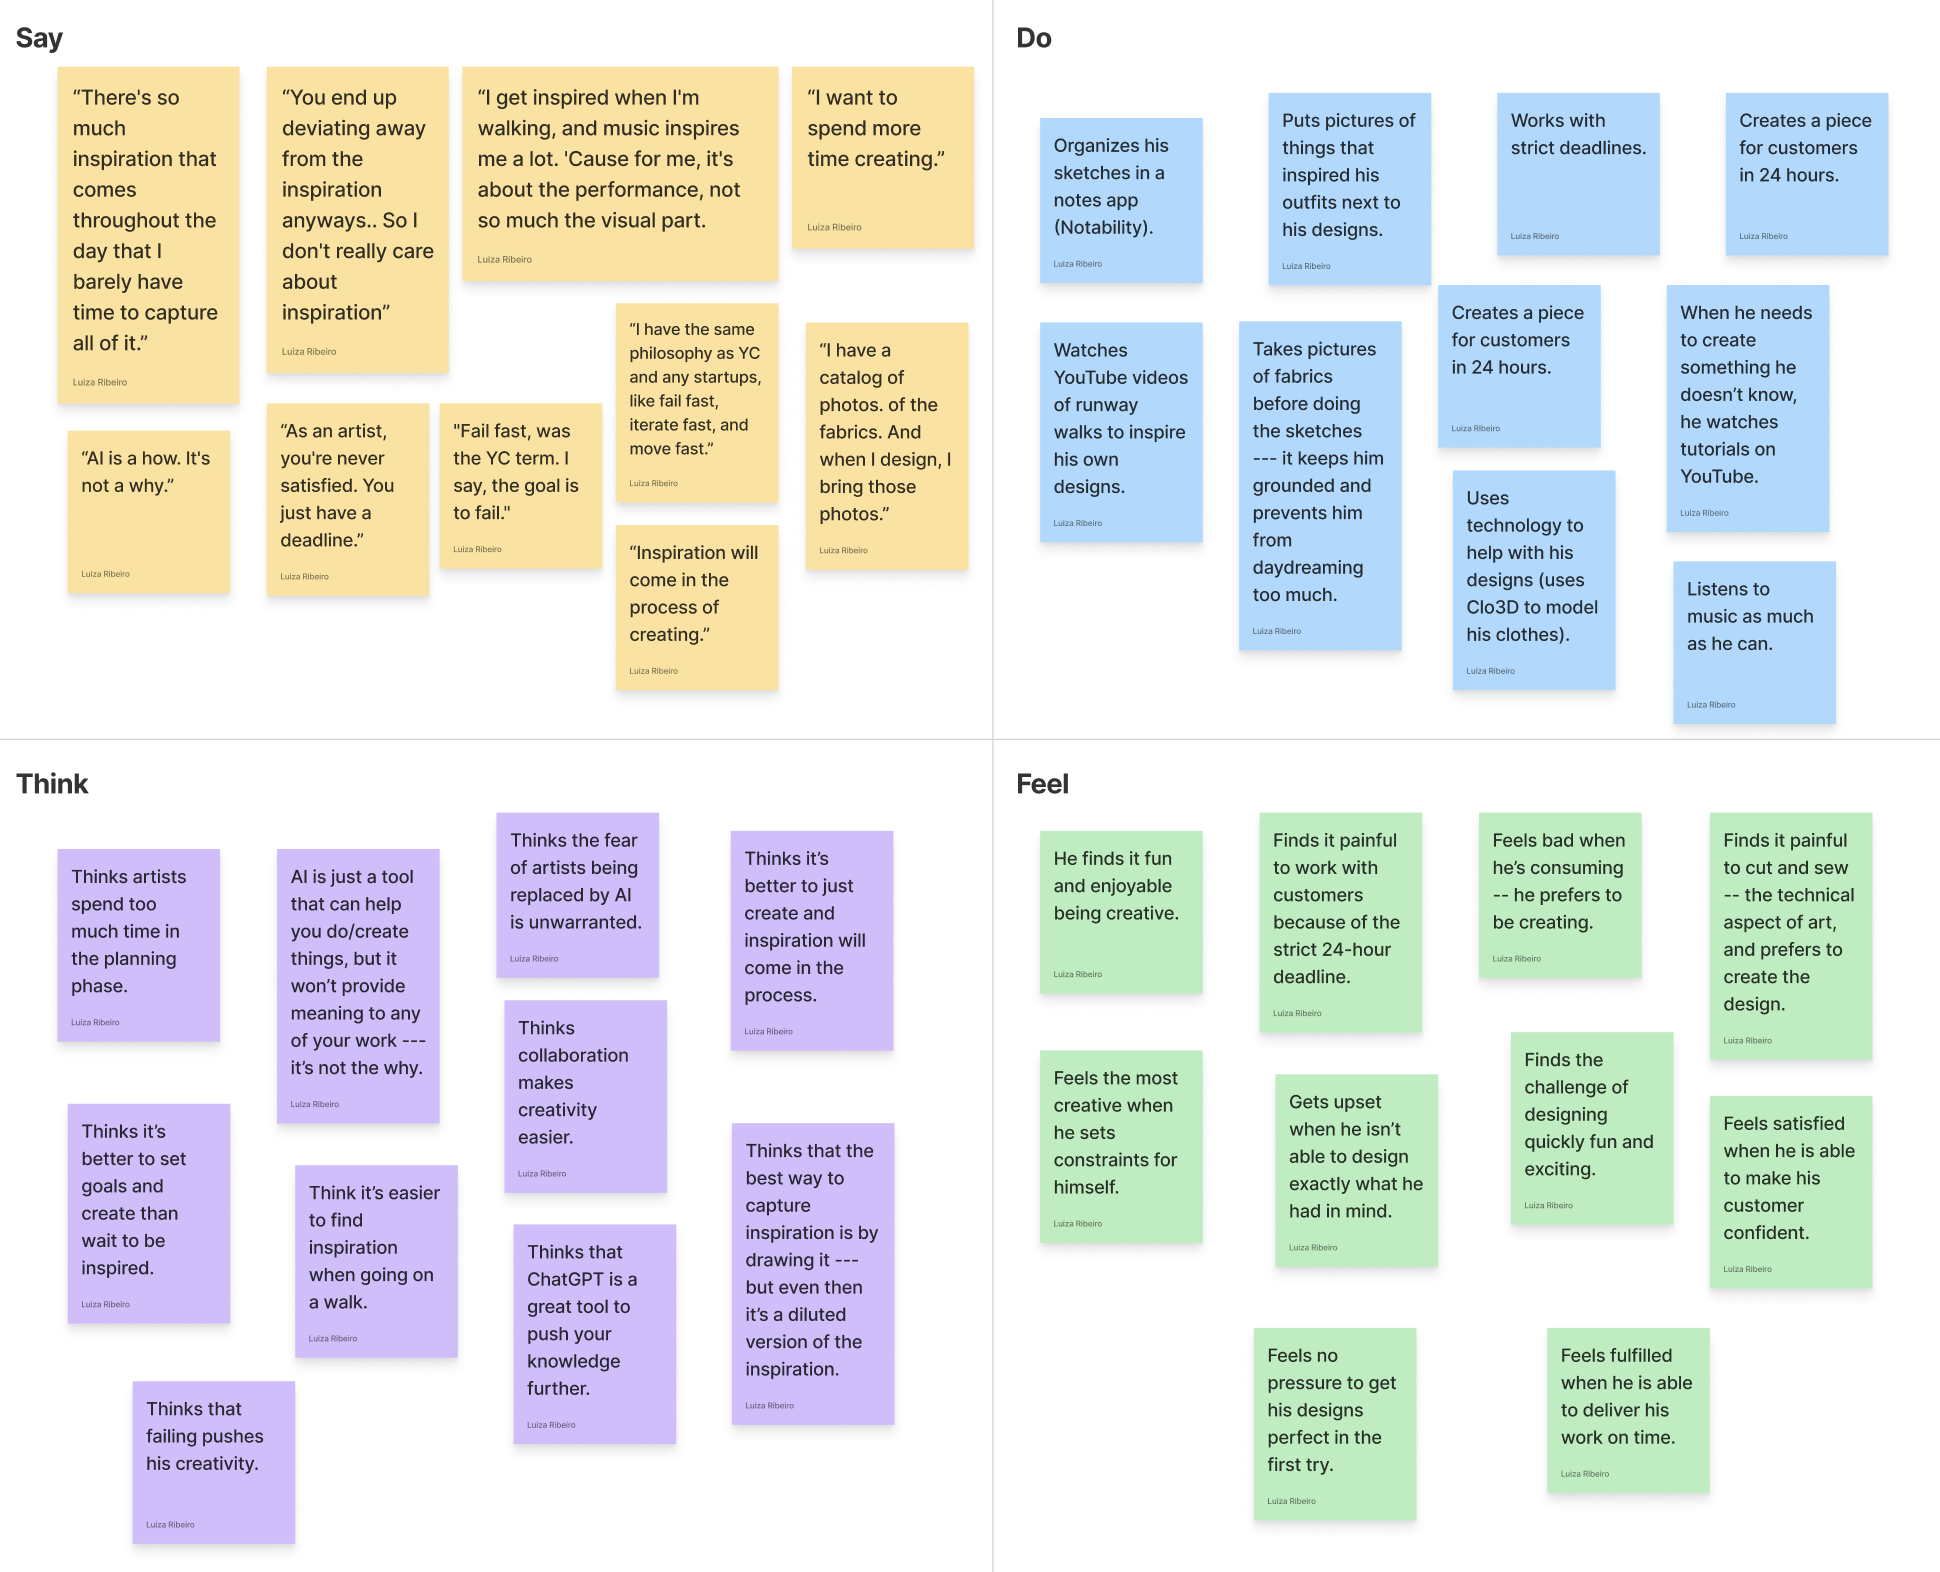 Say
“There's so
much
inspiration that
comes
throughout the
day that I
barely have
time to capture
all of it.”
Luiza Ribeiro
“You end up
deviating away
from the
inspiration
anyways.. So I
don't really care
about
inspiration”
Luiza Ribeiro
“I get inspired when I'm
walking, and music inspires
me a lot. 'Cause for me, it's
about the performance, not
so much the visual part.
Luiza Ribeiro
“I want to
spend more
time creating.”
Luiza Ribeiro
“AI is a how. It's
not a why.”
Luiza Ribeiro
“As an artist,
you're never
satisfied. You
just have a
deadline.”
Luiza Ribeiro
"Fail fast, was
the YC term. I
say, the goal is
to fail."
Luiza Ribeiro
“I have the same
philosophy as YC
and any startups,
like fail fast,
iterate fast, and
move fast.”
Luiza Ribeiro
“Inspiration will
come in the
process of
creating.”
Luiza Ribeiro
“I have a
catalog of
photos. of the
fabrics. And
when I design, I
bring those
photos.”
Luiza Ribeiro
Do
Organizes his
sketches in a
notes app
(Notability).
Luiza Ribeiro
Puts pictures of
things that
inspired his
outfits next to
his designs.
Luiza Ribeiro
Works with
strict deadlines.
Luiza Ribeiro
Creates a piece
for customers
in 24 hours.
Luiza Ribeiro
Watches
YouTube videos
of runway
walks to inspire
his own
designs.
Luiza Ribeiro
Takes pictures
of fabrics
before doing
the sketches
--- it keeps him
grounded and
prevents him
from
daydreaming
too much.
Luiza Ribeiro
Creates a piece
for customers
in 24 hours.
Luiza Ribeiro
Uses
technology to
help with his
designs (uses
Clo3D to model
his clothes).
Luiza Ribeiro
When he needs
to create
something he
doesn’t know,
he watches
tutorials on
YouTube.
Luiza Ribeiro
Listens to
music as much
as he can.
Luiza Ribeiro
Think
Thinks artists
spend too
much time in
the planning
phase.
Luiza Ribeiro
AI is just a tool
that can help
you do/create
things, but it
won’t provide
meaning to any
of your work ---
it’s not the why.
Luiza Ribeiro
Thinks the fear
of artists being
replaced by AI
is unwarranted.
Luiza Ribeiro
Thinks it’s
better to just
create and
inspiration will
come in the
process.
Luiza Ribeiro
Thinks
collaboration
makes
creativity
easier.
Luiza Ribeiro
Thinks it’s
better to set
goals and
create than
wait to be
inspired.
Luiza Ribeiro
Think it’s easier
to find
inspiration
when going on
a walk.
Luiza Ribeiro
Thinks that
ChatGPT is a
great tool to
push your
knowledge
further.
Luiza Ribeiro
Thinks that the
best way to
capture
inspiration is by
drawing it ---
but even then
it’s a diluted
version of the
inspiration.
Luiza Ribeiro
Thinks that
failing pushes
his creativity.
Luiza Ribeiro
Feel
He finds it fun
and enjoyable
being creative.
Luiza Ribeiro
Finds it painful
to work with
customers
because of the
strict 24-hour
deadline.
Luiza Ribeiro
Feels bad when
he’s consuming
-- he prefers to
be creating.
Luiza Ribeiro
Finds it painful
to cut and sew
-- the technical
aspect of art,
and prefers to
create the
design.
Luiza Ribeiro
Feels the most
creative when
he sets
constraints for
himself.
Luiza Ribeiro
Gets upset
when he isn’t
able to design
exactly what he
had in mind.
Luiza Ribeiro
Finds the
challenge of
designing
quickly fun and
exciting.
Luiza Ribeiro
Feels satisfied
when he is able
to make his
customer
confident.
Luiza Ribeiro
Feels no
pressure to get
his designs
perfect in the
first try.
Luiza Ribeiro
Feels fulfilled
when he is able
to deliver his
work on time.
Luiza Ribeiro